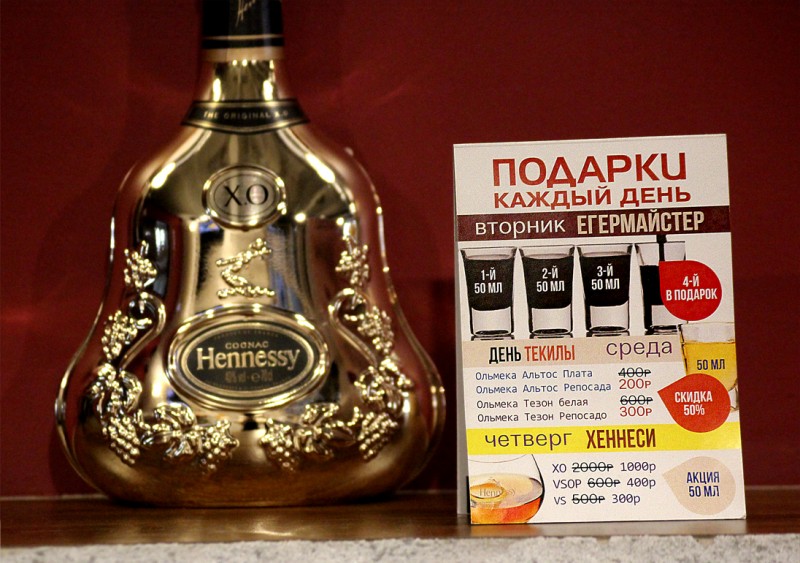 THE ORIGINAL X.O
X.O
COGNAC
Hennessy
ПОДАРКИ
КАЖДЫЙ ДЕНЬ
вторник ЕГЕРМАЙСТЕР
1-Й
50 МЛ
2-Й
50 МЛ
3-Й
50 МЛ
4-Й
В ПОДАРОК
ДЕНЬ ТЕКИЛЫ среда
Ольмека Альтос Плата 400Р
Ольмека Альтос Репосада 200Р
Ольмека Тезон белая 600Р
Ольмека Тезон Репосадо 300Р
50 МЛ
СКИДКА
50%
четверг ХЕННЕСИ
XO 2000р 1000р
VSOP 600р 400р
VS 500р 300р
АКЦИЯ
50 МЛ